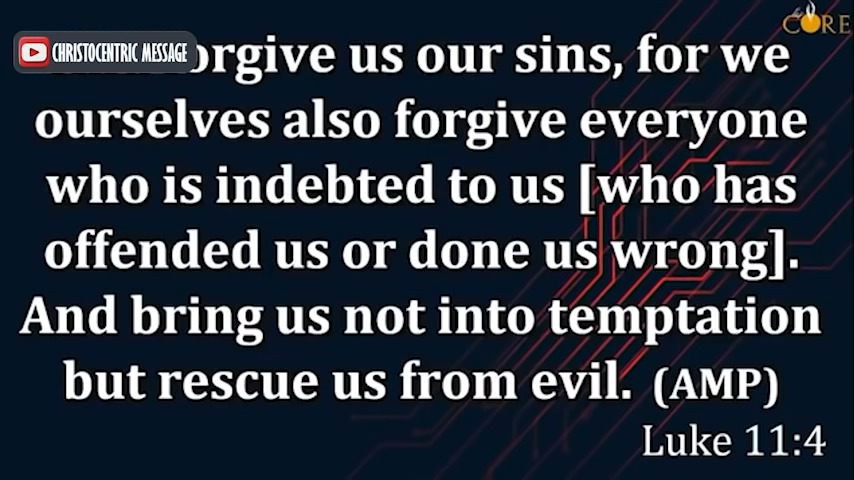 CORE
CHRISTOCENTRIC MESSAGE
orgive us our sins, for we
ourselves also forgive everyone
who is indebted to us [who has
offended us or done us wrong].
And bring us not into temptation
but rescue us from evil. (AMP)
Luke 11:4